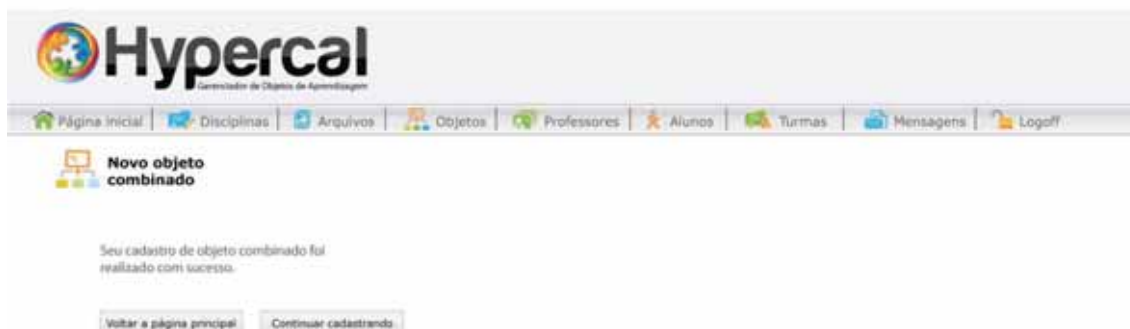 Hypercal
Gerenciador de Objetos de Aprendizagem
Página Inicial Disciplinas Arquivos Objetos Professores Alunos Turmas Mensagens Logoff
Novo objeto
combinado
Seu cadastro de objeto combinado foi
realizado com sucesso.
Voltar a página principal Continuar cadastrando